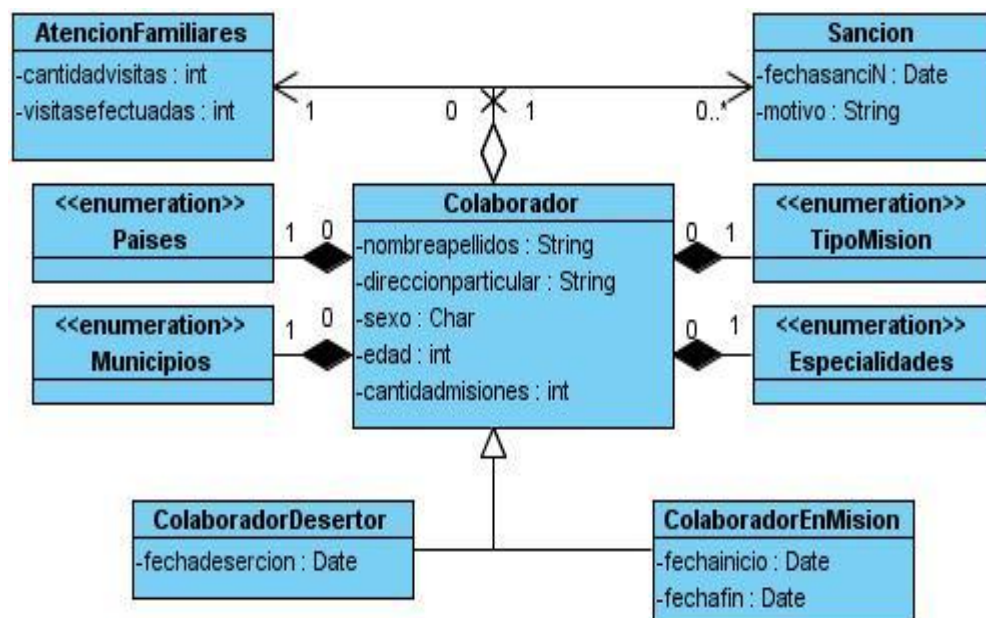 AtencionFamiliares
-cantidadvisitas : int
-visitasefectuadas : int
Sancion
-fechasanciN : Date
-motivo : String
1
0
1
0..*
<<enumeration>>
Paises
1
0
<<enumeration>>
Municipios
1
0
Colaborador
-nombreapellidos : String
-direccionparticular : String
-sexo : Char
-edad : int
-cantidadmisiones : int
0
1
<<enumeration>>
TipoMision
0
1
<<enumeration>>
Especialidades
ColaboradorDesertor
-fechadesercion : Date
ColaboradorEnMision
-fechainicio : Date
-fechafin : Date